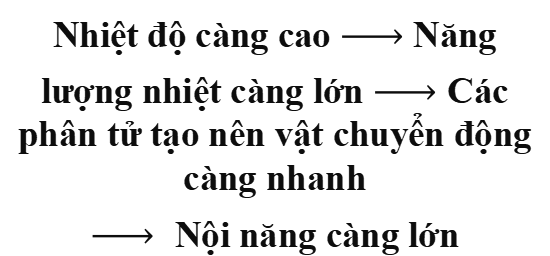 Nhiệt độ càng cao ⟶ Năng
lượng nhiệt càng lớn ⟶ Các
phân tử tạo nên vật chuyển động
càng nhanh
⟶ Nội năng càng lớn